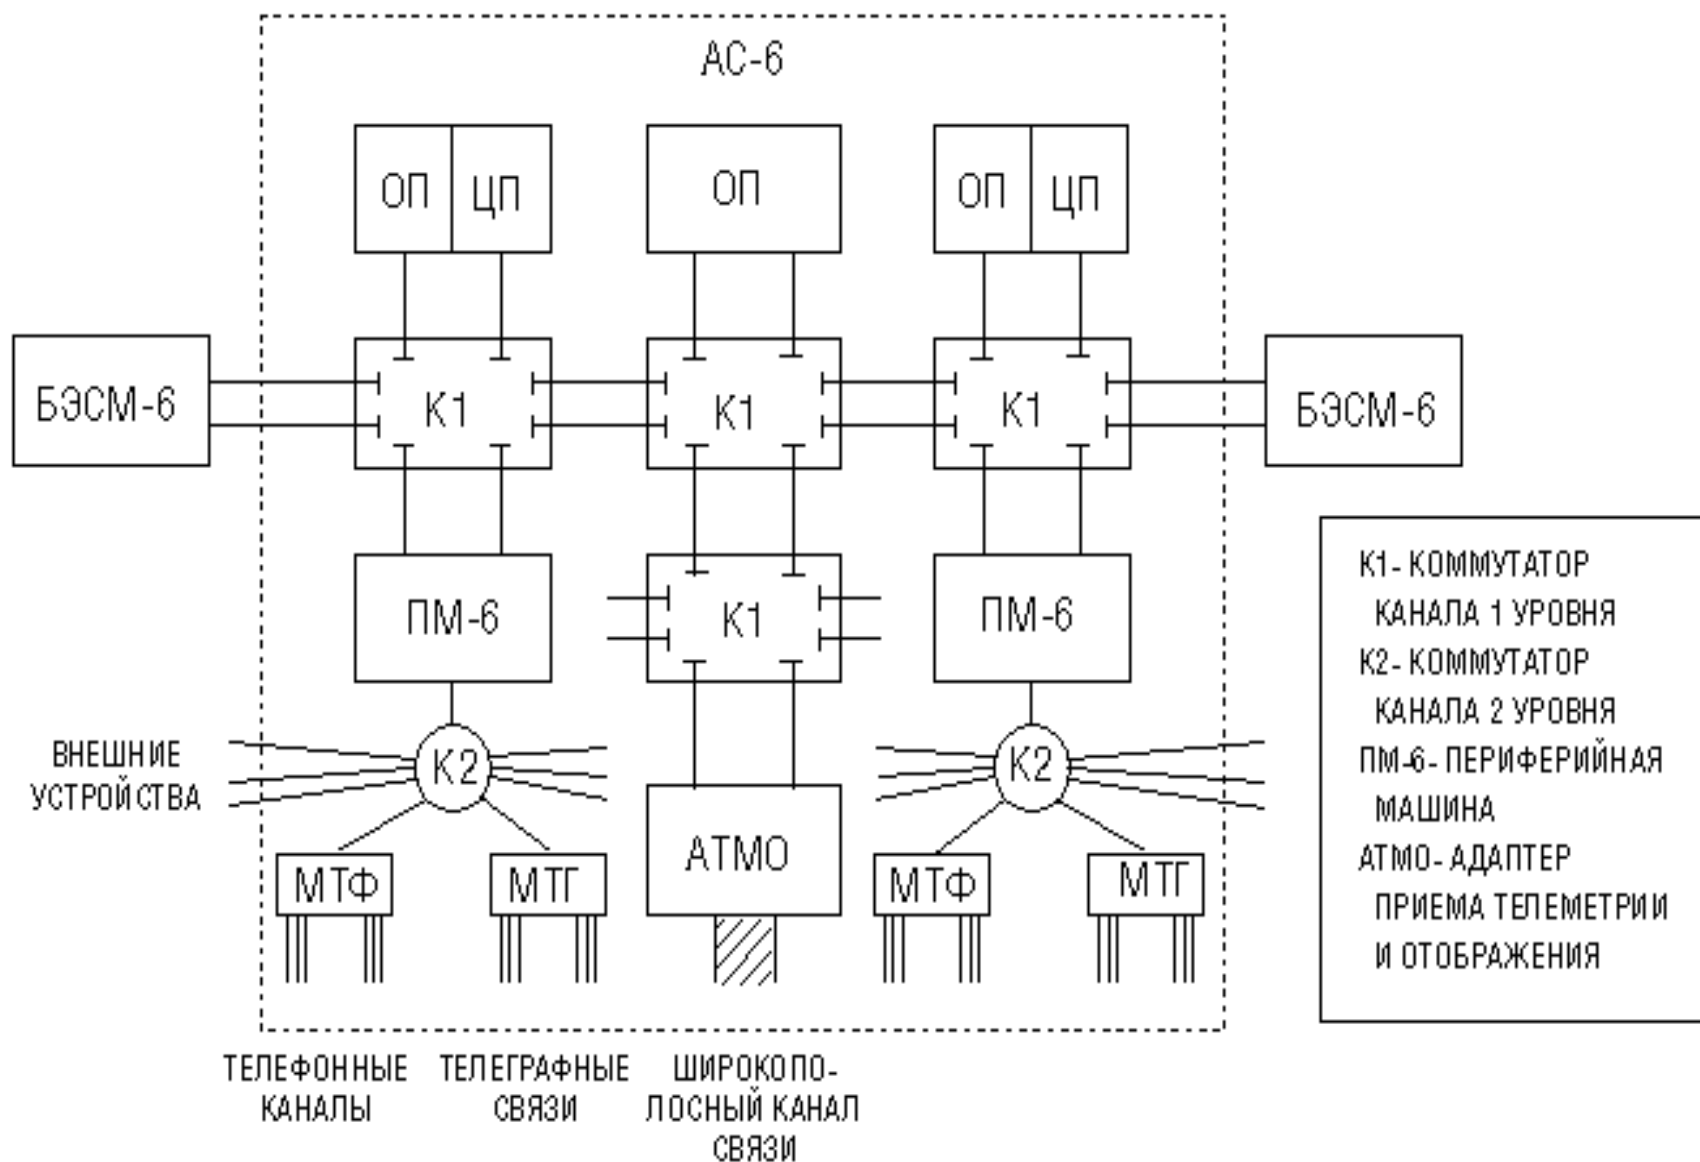 АС-6
ОП ЦП
ОП
ОП ЦП
БЭСМ-6
К1
К1
К1
БЭСМ-6
ПМ-6
К1
ПМ-6
К1- КОММУТАТОР
КАНАЛА 1 УРОВНЯ
К2- КОММУТАТОР
КАНАЛА 2 УРОВНЯ
ПМ-6- ПЕРИФЕРИЙНАЯ
МАШИНА
АТМО- АДАПТЕР
ПРИЕМА ТЕЛЕМЕТРИИ
И ОТОБРАЖЕНИЯ
ВНЕШНИЕ
УСТРОЙСТВА
К2
К2
МТФ
МТГ
АТМО
МТФ
МТГ
ТЕЛЕФОННЫЕ
КАНАЛЫ
ТЕЛЕГРАФНЫЕ
СВЯЗИ
ШИРОКОПО-
ЛОСНЫЙ КАНАЛ
СВЯЗИ